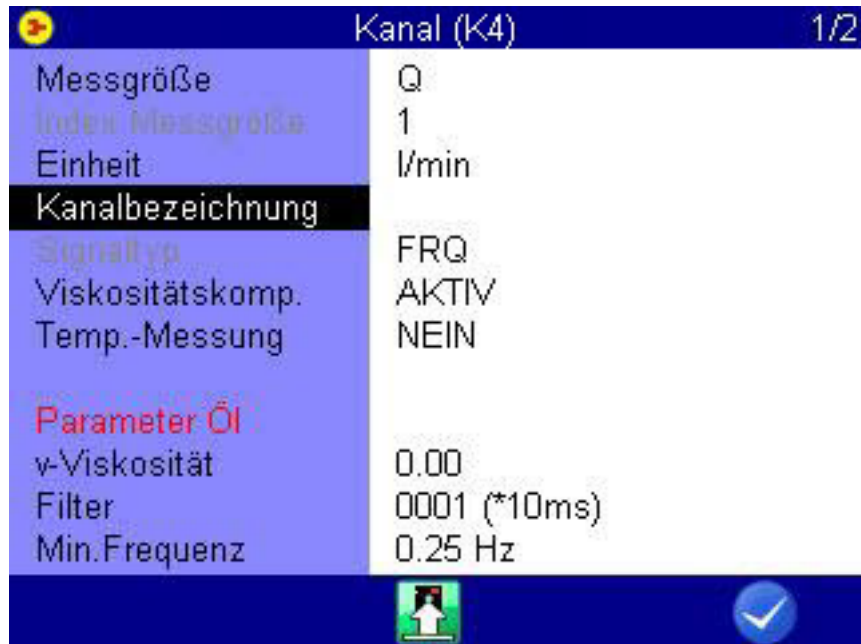 Kanal (K4) 1/2
Messgröße Q
Index Messgröße 1
Einheit l/min
Kanalbezeichnung
Signaltyp FRQ
Viskositätskomp. AKTIV
Temp.-Messung NEIN
Parameter Öl
v-Viskosität 0.00
Filter 0001 (*10ms)
Min.Frequenz 0.25 Hz